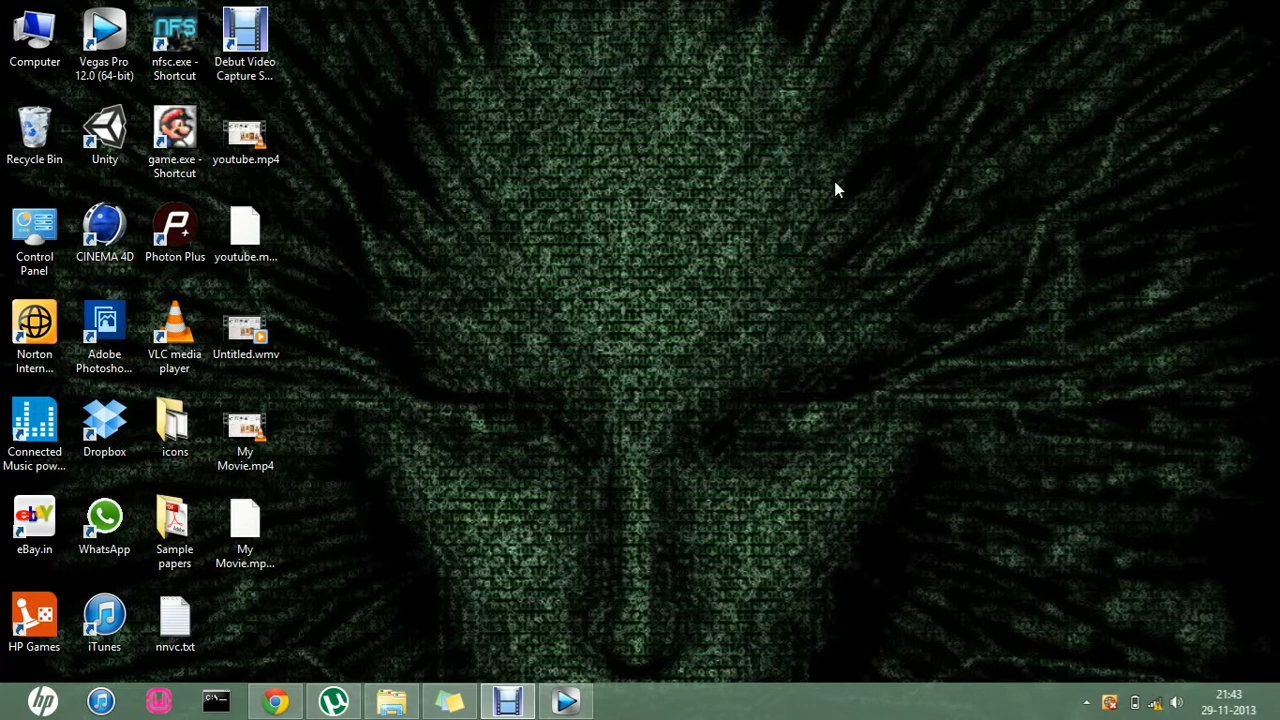 Computer
Vegas Pro
12.0 (64-bit)
NFS
nfsc.exe -
Shortcut
Debut Video
Capture S...
Recycle Bin
Unity
game.exe -
Shortcut
youtube.mp4
Control
Panel
CINEMA 4D
P+
Photon Plus
youtube.m...
Norton
Intern...
Adobe
Photosho...
VLC media
player
Untitled.wmv
Connected
Music pow...
Dropbox
icons
My
Movie.mp4
ebY
eBay.in
WhatsApp
Sample
papers
My
Movie.mp...
HP Games
iTunes
nnvc.txt
hp
C:\_
21:43
29-11-2013